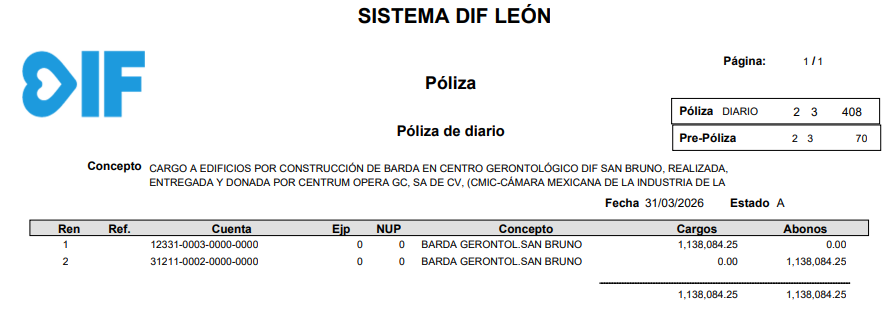 SISTEMA DIF LEÓN
DIF
Página: 1 / 1
Póliza
Póliza DIARIO 2 3 408
Póliza de diario
Pre-Póliza 2 3 70
Concepto CARGO A EDIFICIOS POR CONSTRUCCIÓN DE BARDA EN CENTRO GERONTOLÓGICO DIF SAN BRUNO, REALIZADA,
ENTREGADA Y DONADA POR CENTRUM OPERA GC, SA DE CV, (CMIC-CÁMARA MEXICANA DE LA INDUSTRIA DE LA
Fecha 31/03/2026 Estado A
Ren Ref. Cuenta Ejp NUP Concepto Cargos Abonos
1 12331-0003-0000-0000 0 0 BARDA GERONTOL.SAN BRUNO 1,138,084.25 0.00
2 31211-0002-0000-0000 0 0 BARDA GERONTOL.SAN BRUNO 0.00 1,138,084.25
1,138,084.25 1,138,084.25